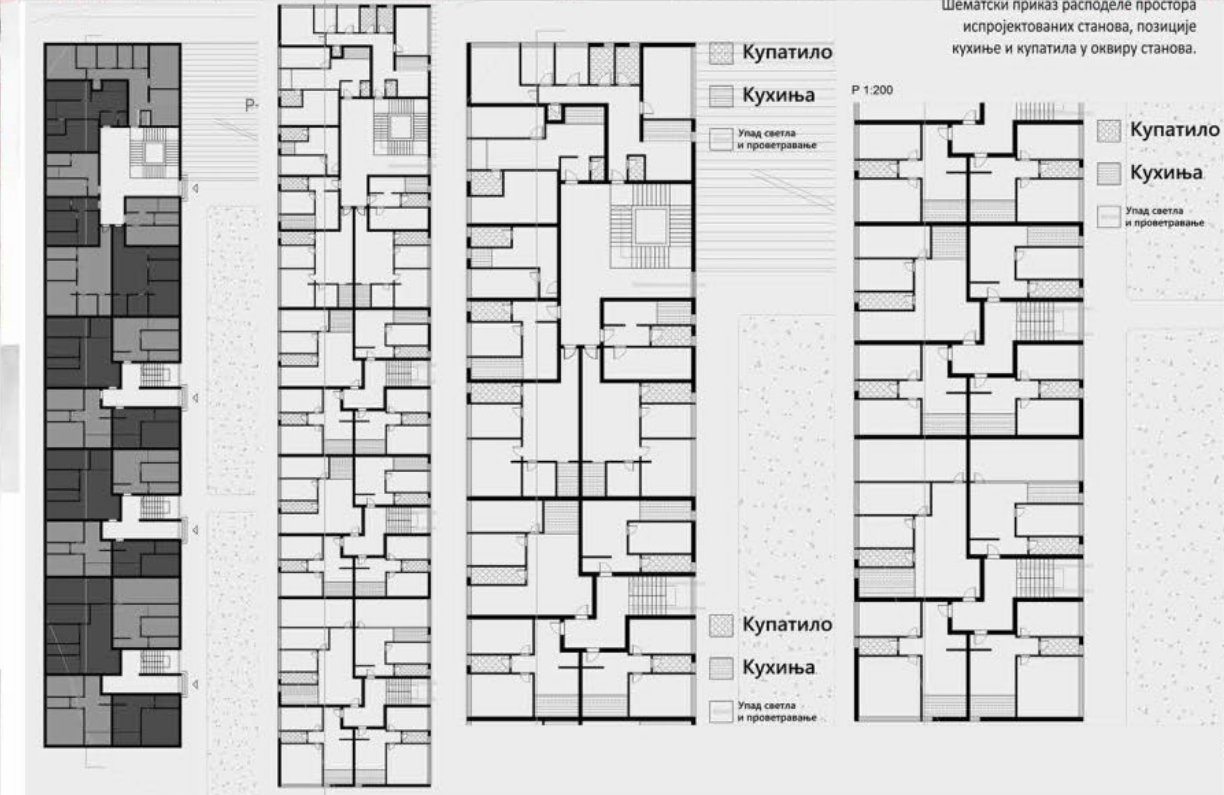 Шематски приказ расподеле простора
испројектованих станова, позиције
кухиње и купатила у оквиру станова.
P 1:200
P-
Купатило
Кухиња
Упад светла
и проветравање
Купатило
Кухиња
Упад светла
и проветравање
Купатило
Кухиња
Упад светла
и проветравање